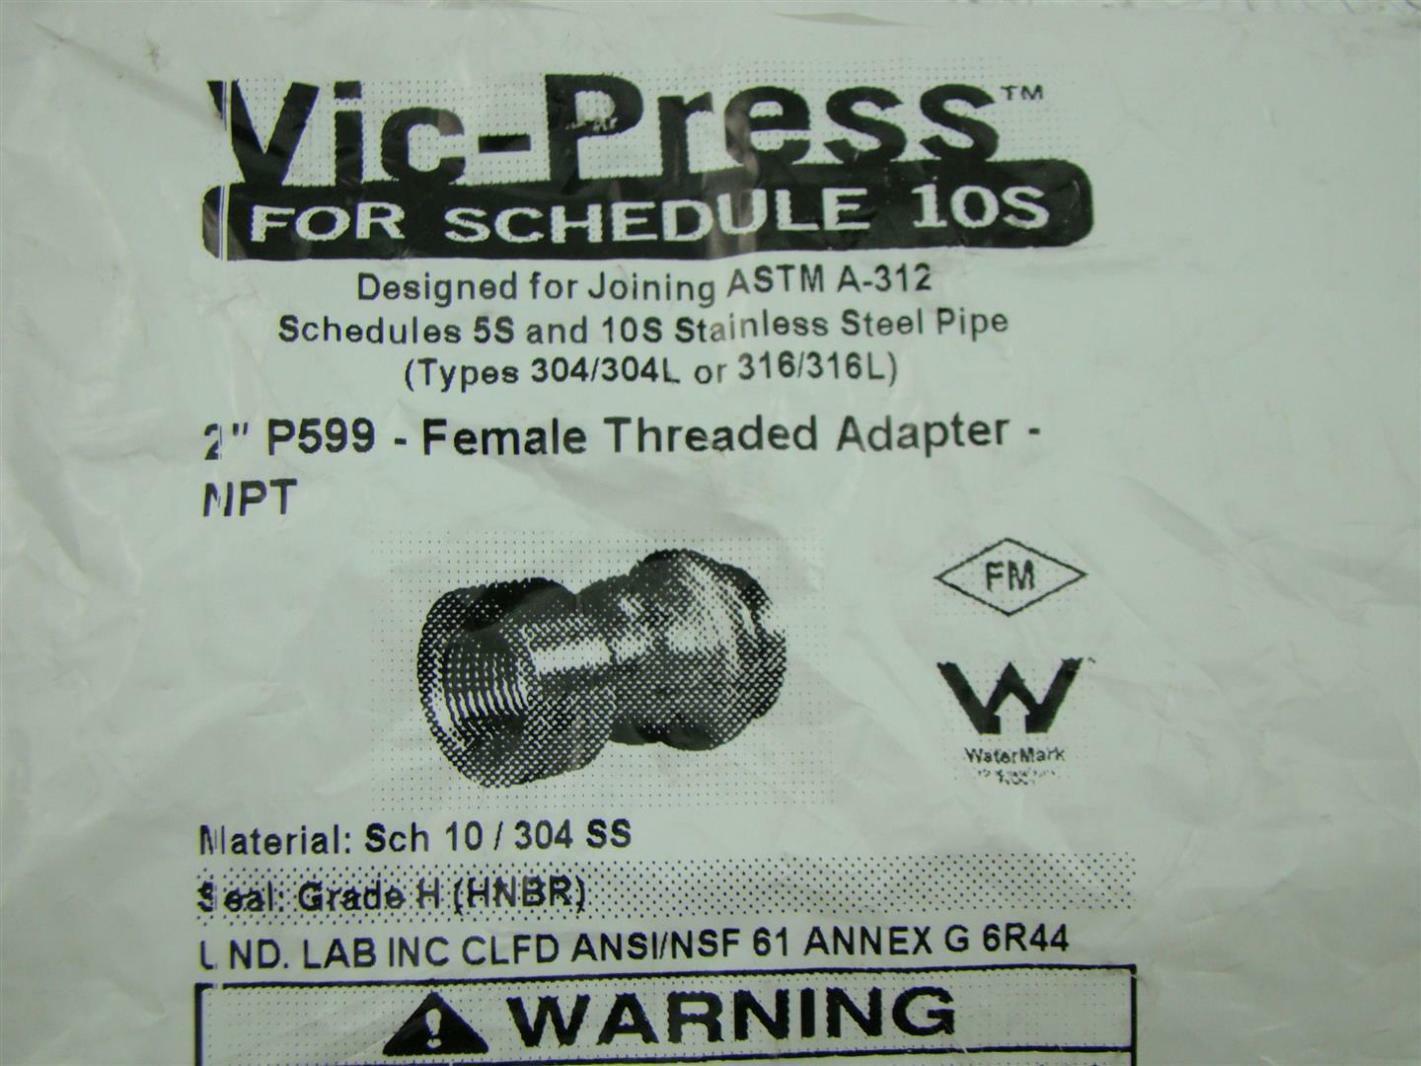 Vic-Press™
FOR SCHEDULE 10S
Designed for Joining ASTM A-312
Schedules 5S and 10S Stainless Steel Pipe
(Types 304/304L or 316/316L)
2" P599 - Female Threaded Adapter -
NPT
FM
WaterMark
Material: Sch 10 / 304 SS
Seal: Grade H (HNBR)
UND. LAB INC CLFD ANSI/NSF 61 ANNEX G 6R44
WARNING